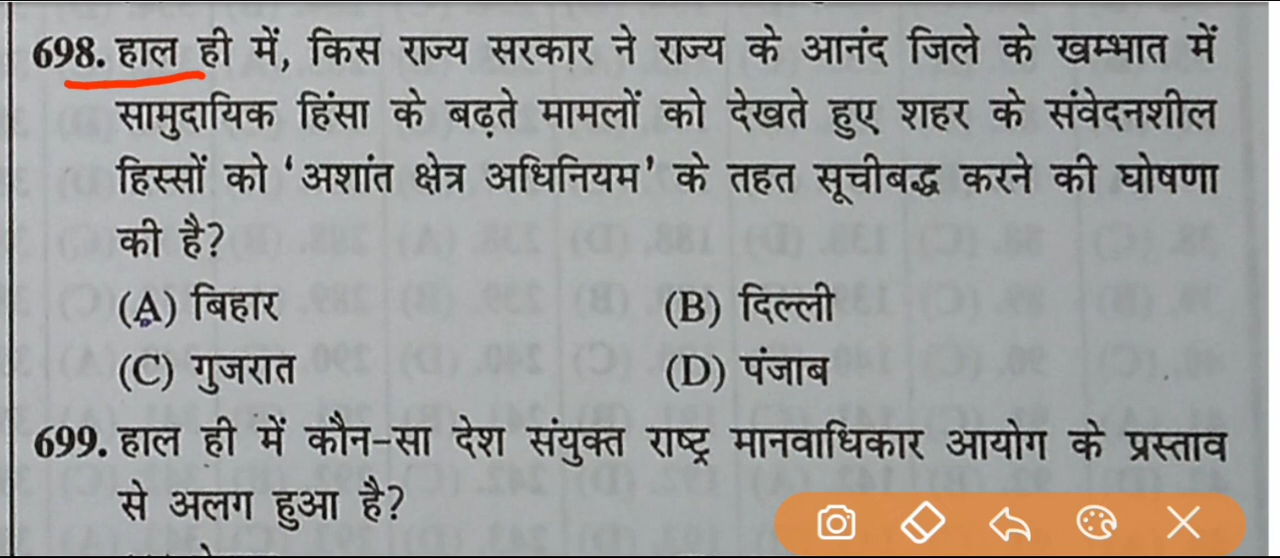 698. हाल ही में, किस राज्य सरकार ने राज्य के आनंद जिले के खम्भात में
सामुदायिक हिंसा के बढ़ते मामलों को देखते हुए शहर के संवेदनशील
हिस्सों को ‘अशांत क्षेत्र अधिनियम’ के तहत सूचीबद्ध करने की घोषणा
की है?
(A) बिहार (B) दिल्ली
(C) गुजरात (D) पंजाब
699. हाल ही में कौन-सा देश संयुक्त राष्ट्र मानवाधिकार आयोग के प्रस्ताव
से अलग हुआ है?